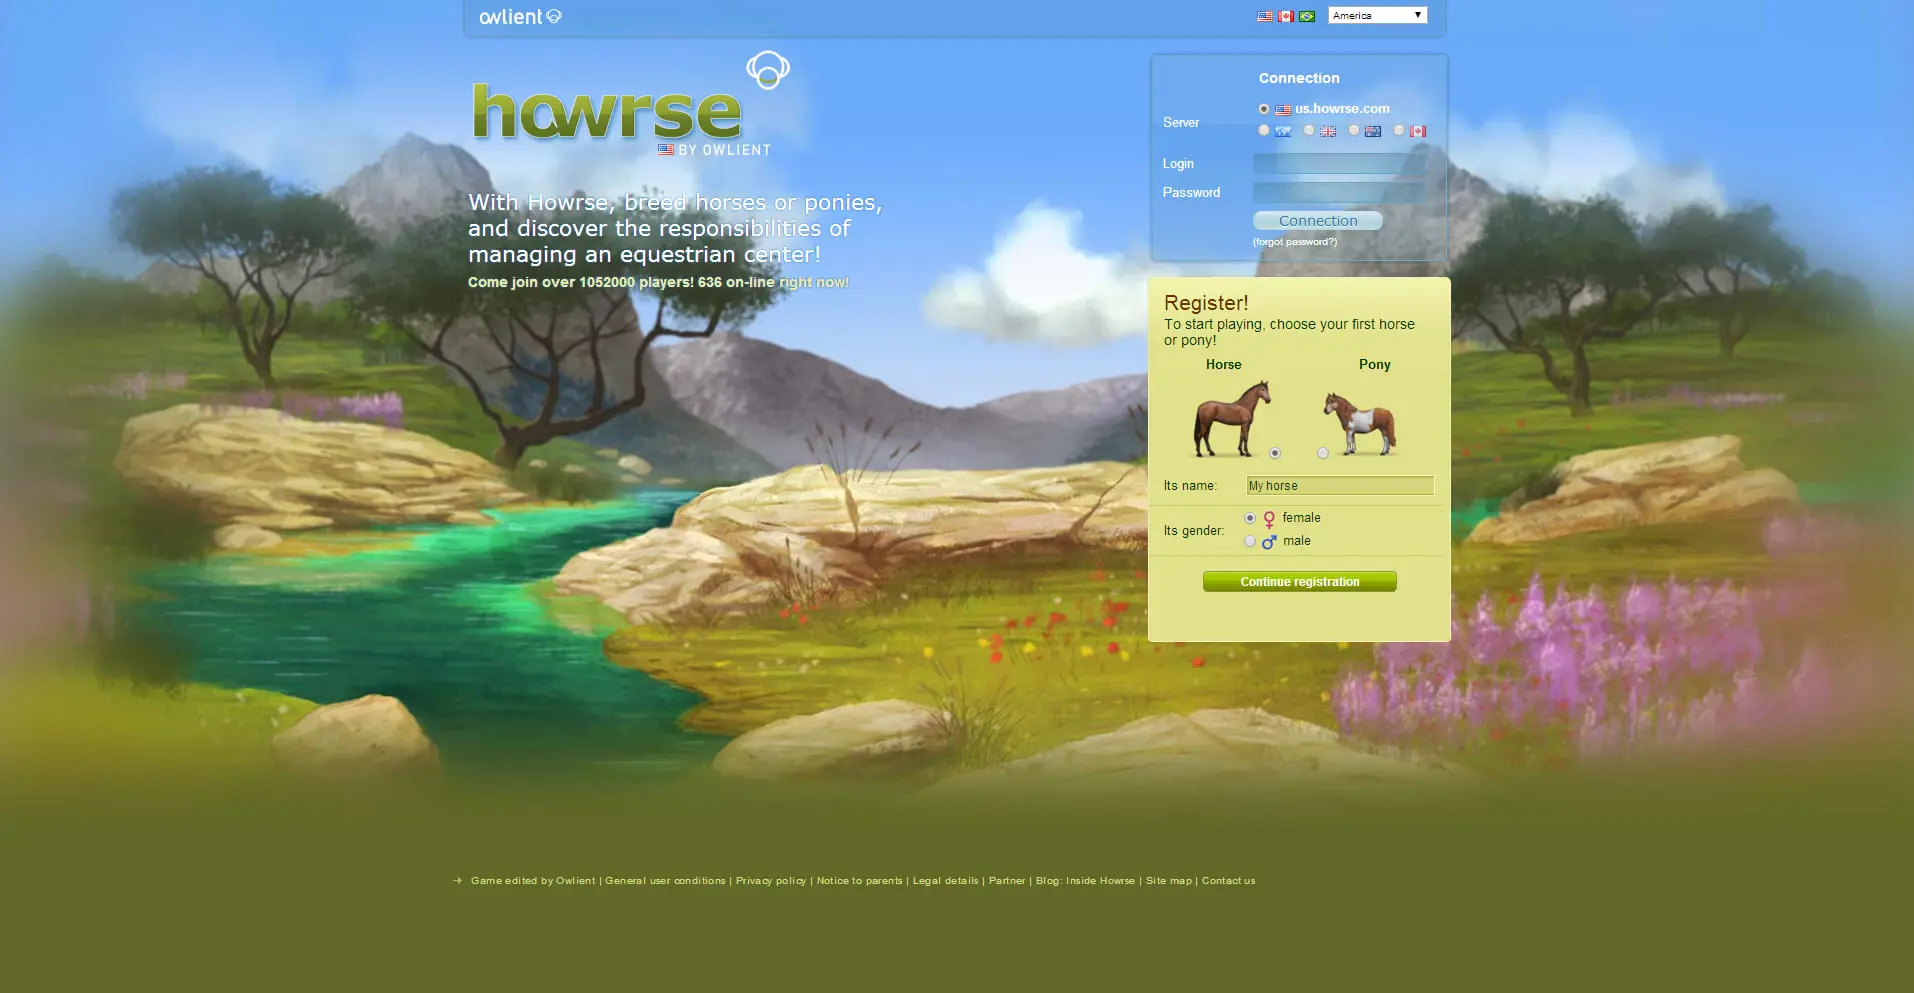 owlient
America
howrse
BY OWLIENT
With Howrse, breed horses or ponies,
and discover the responsibilities of
managing an equestrian center!
Come join over 1052000 players! 636 on-line right now!
Connection
Server
us.howrse.com
Login
Password
Connection
(forgot password?)
Register!
To start playing, choose your first horse
or pony!
Horse Pony
Its name: My horse
Its gender:
female
male
Continue registration
Game edited by Owlient | General user conditions | Privacy policy | Notice to parents | Legal details | Partner | Blog: Inside Howrse | Site map | Contact us